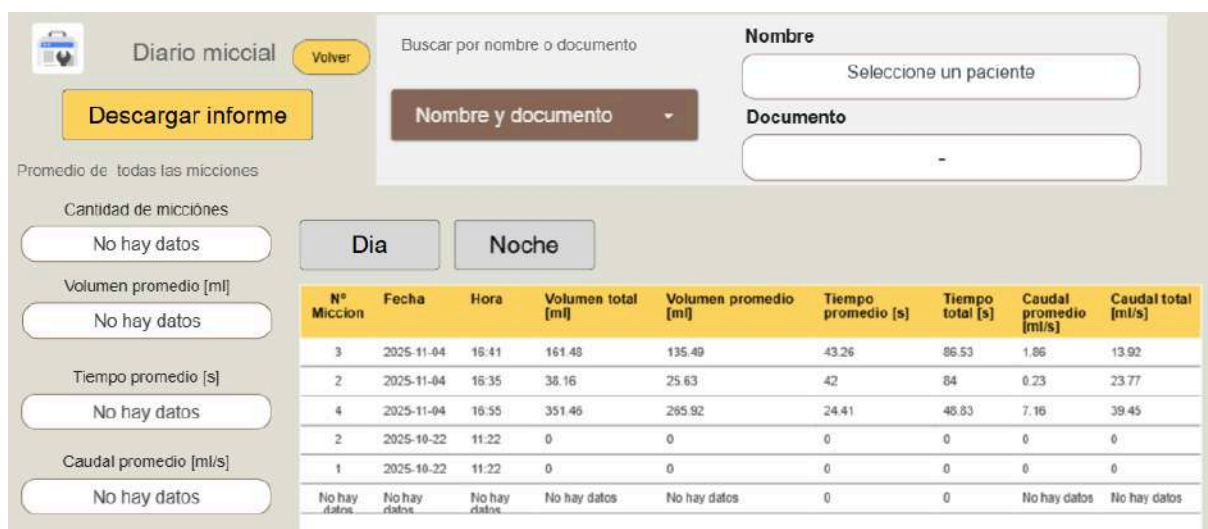 Diario miccial
Volver
Descargar informe
Buscar por nombre o documento
Nombre y documento
Nombre
Seleccione un paciente
Documento
-
Promedio de todas las micciones
Cantidad de micciónes
No hay datos
Volumen promedio [ml]
No hay datos
Tiempo promedio [s]
No hay datos
Caudal promedio [ml/s]
No hay datos
Dia Noche
Nº Miccion Fecha Hora Volumen total [ml] Volumen promedio [ml] Tiempo promedio [s] Tiempo total [s] Caudal promedio [ml/s] Caudal total [ml/s]
3 2025-11-04 16:41 161.48 135.49 43.26 86.53 1.86 13.92
2 2025-11-04 16:35 38.16 25.63 42 84 0.23 23.77
4 2025-11-04 16:55 351.46 265.92 24.41 48.83 7.16 39.45
2 2025-10-22 11:22 0 0 0 0 0 0
1 2025-10-22 11:22 0 0 0 0 0 0
No hay datos No hay datos No hay datos No hay datos No hay datos 0 0 No hay datos No hay datos